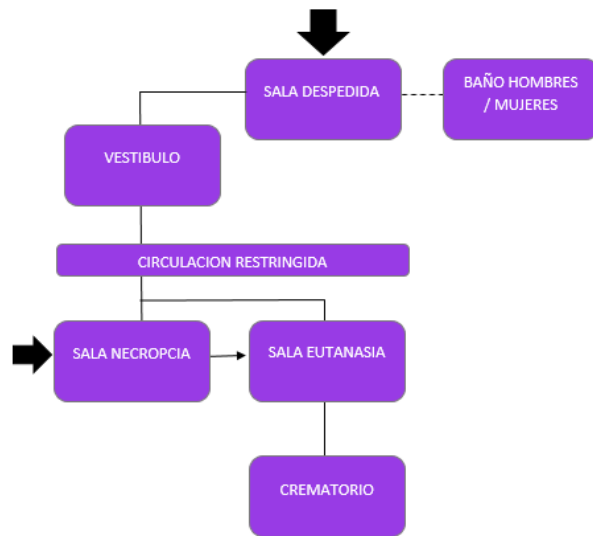 SALA DESPEDIDA
BAÑO HOMBRES
/ MUJERES
VESTIBULO
CIRCULACION RESTRINGIDA
SALA NECROPCIA
SALA EUTANASIA
CREMATORIO